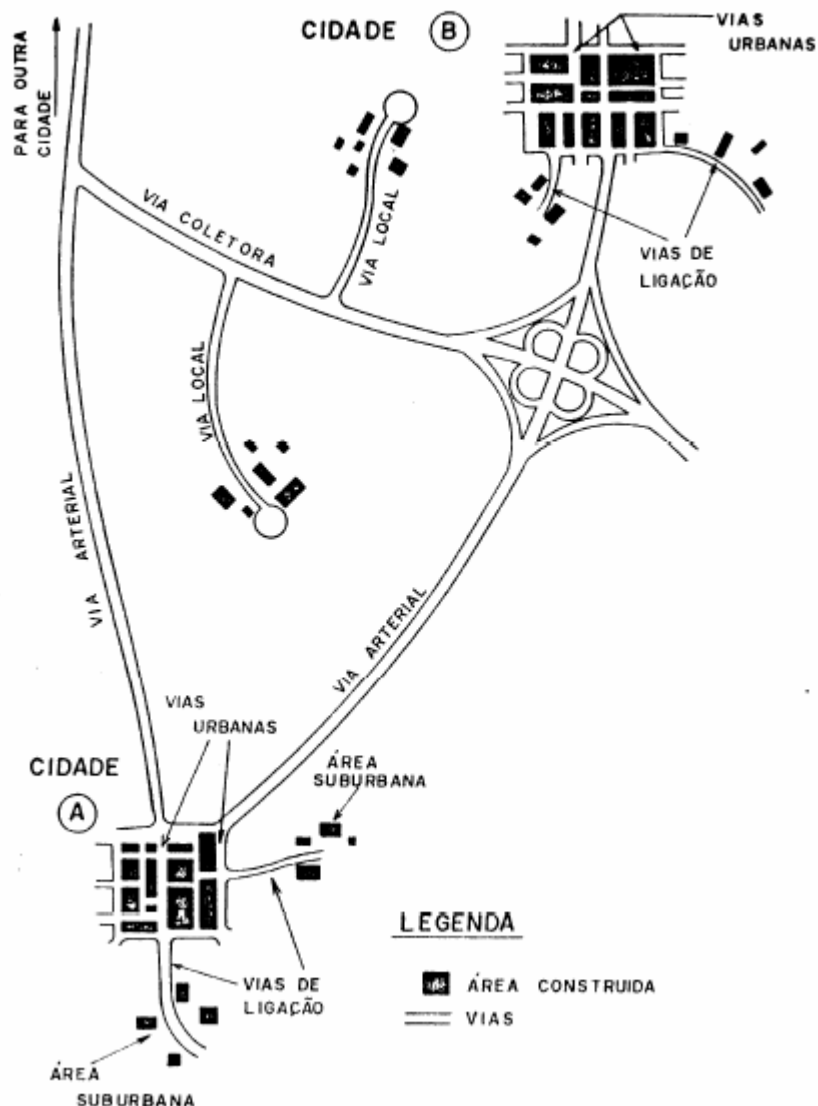 CIDADE B
VIAS
URBANAS
PARA OUTRA
CIDADE
VIA COLETORA
VIA LOCAL
VIAS DE
LIGAÇÃO
VIA LOCAL
VIA ARTERIAL
VIA ARTERIAL
VIAS
URBANAS
CIDADE
A
ÁREA
SUBURBANA
LEGENDA
ÁREA CONSTRUIDA
VIAS
VIAS DE
LIGAÇÃO
ÁREA
SUBURBANA